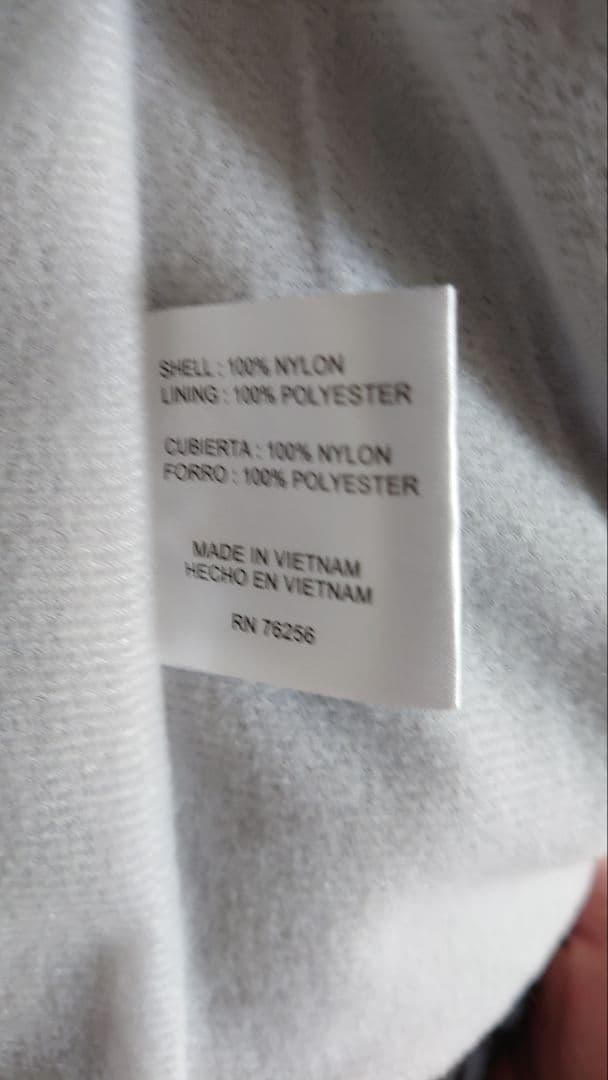 SHELL : 100% NYLON
LINING : 100% POLYESTER
CUBIERTA : 100% NYLON
FORRO : 100% POLYESTER
MADE IN VIETNAM
HECHO EN VIETNAM
RN 76256